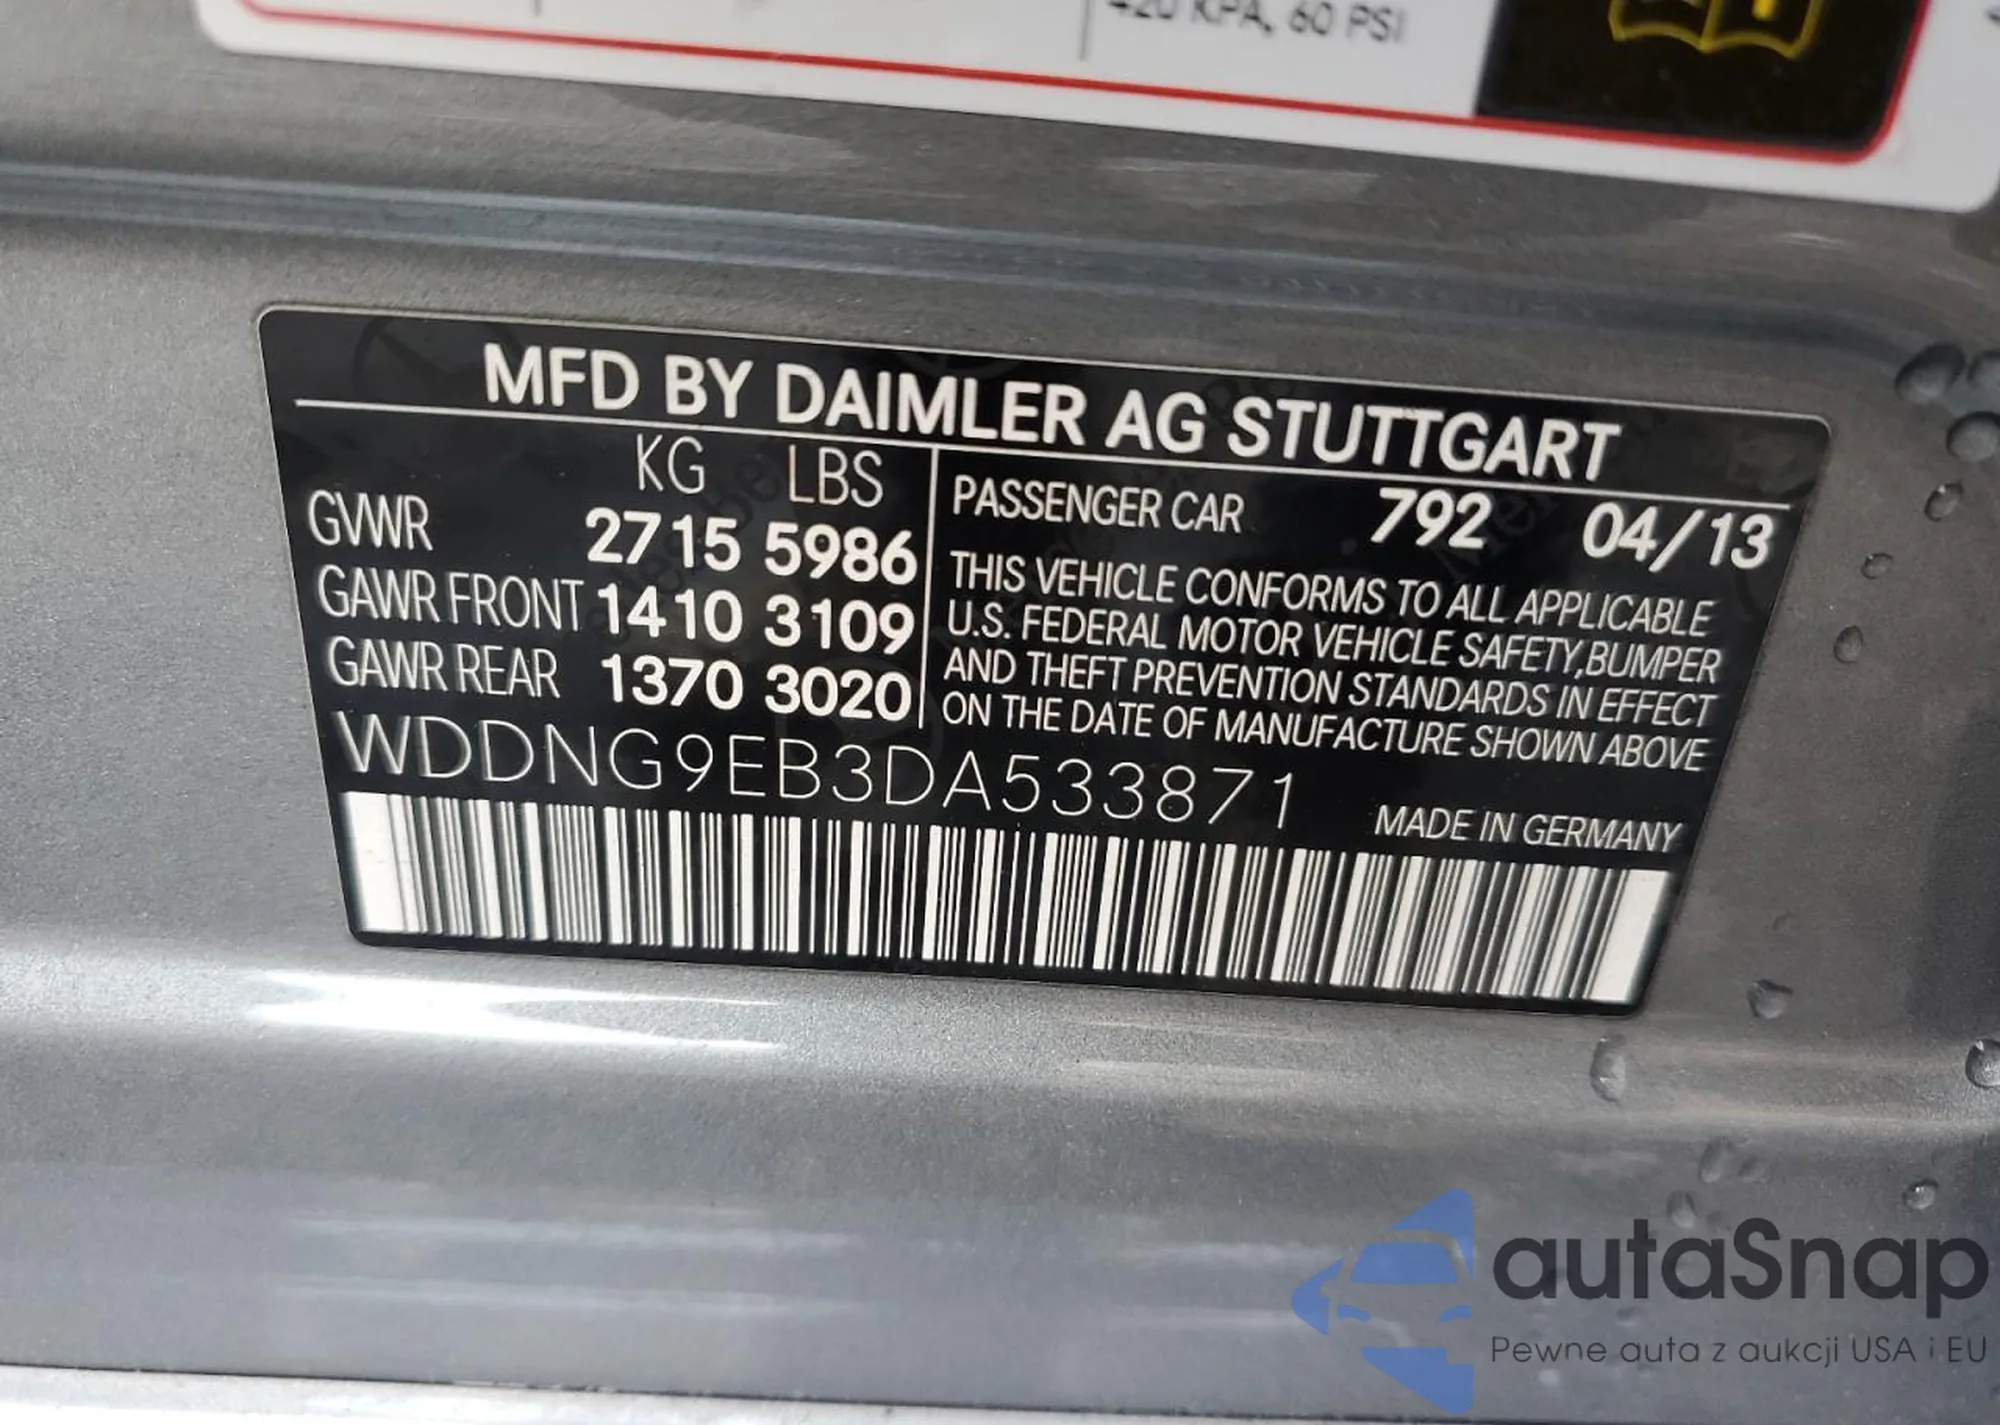 420 KPA, 60 PSI
MFD BY DAIMLER AG STUTTGART
KG LBS
GVWR 2715 5986
GAWR FRONT 1410 3109
GAWR REAR 1370 3020
PASSENGER CAR 792 04/13
THIS VEHICLE CONFORMS TO ALL APPLICABLE
U.S. FEDERAL MOTOR VEHICLE SAFETY,BUMPER
AND THEFT PREVENTION STANDARDS IN EFFECT
ON THE DATE OF MANUFACTURE SHOWN ABOVE
WDDNG9EB3DA533871
MADE IN GERMANY
autaSnap
Pewne auta z aukcji USA i EU